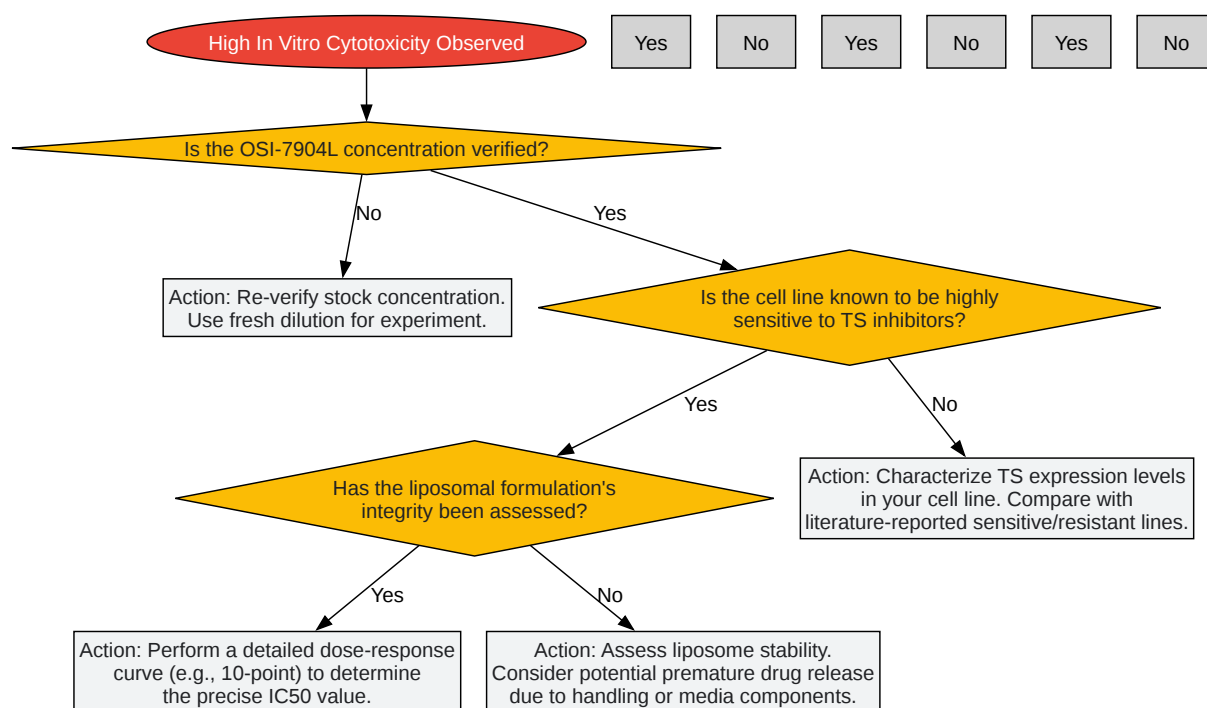 High In Vitro Cytotoxicity Observed
Yes
No
Yes
No
Yes
No
Is the OSI-7904L concentration verified?
No
Yes
Action: Re-verify stock concentration.
Use fresh dilution for experiment.
Is the cell line known to be highly
sensitive to TS inhibitors?
Yes
No
Has the liposomal formulation's
integrity been assessed?
Action: Characterize TS expression levels
in your cell line. Compare with
literature-reported sensitive/resistant lines.
Yes
No
Action: Perform a detailed dose-response
curve (e.g., 10-point) to determine
the precise IC50 value.
Action: Assess liposome stability.
Consider potential premature drug release
due to handling or media components.